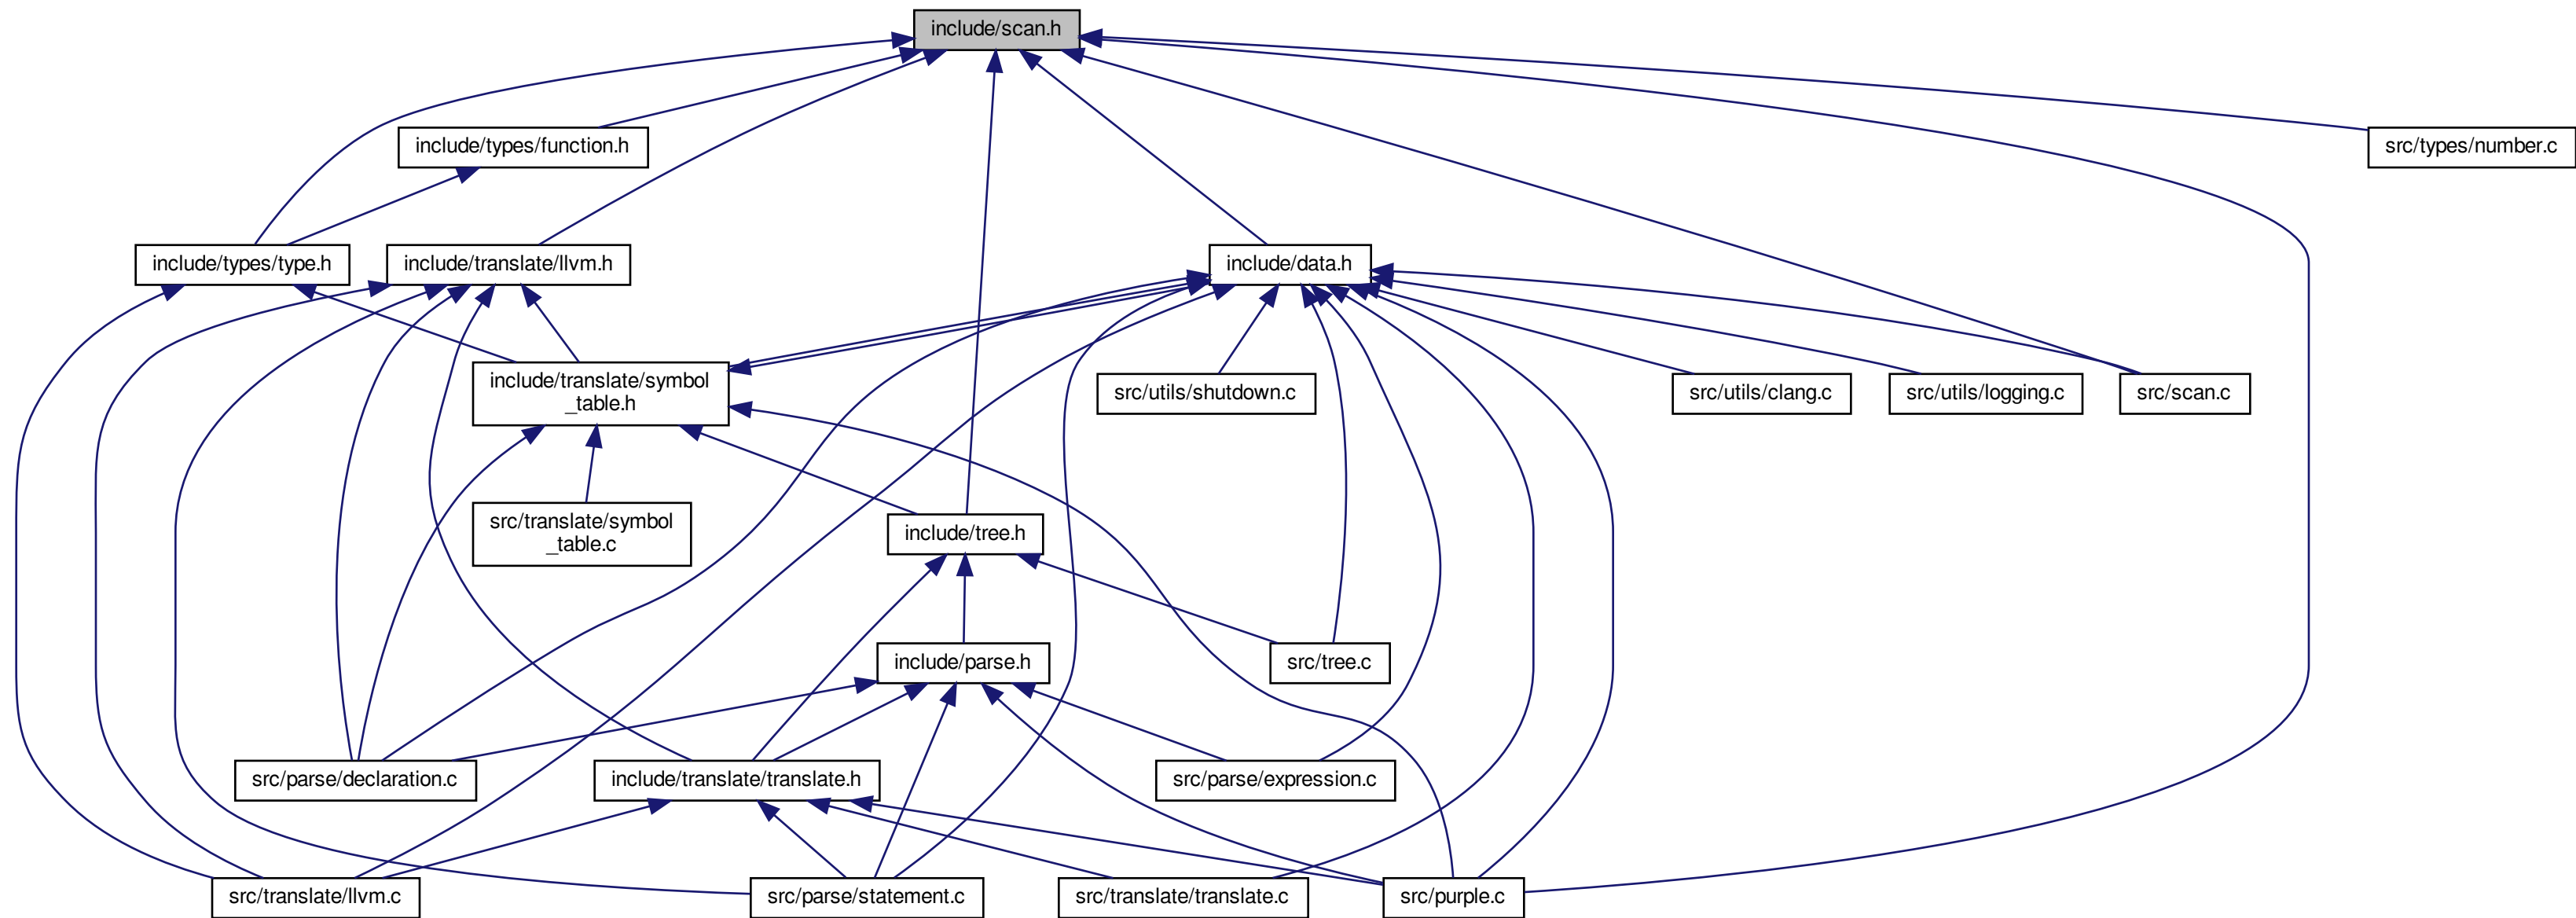 include/scan.h
include/types/function.h
src/types/number.c
include/types/type.h
include/translate/llvm.h
include/data.h
include/translate/symbol
_table.h
src/utils/shutdown.c
src/utils/clang.c
src/utils/logging.c
src/scan.c
src/translate/symbol
_table.c
include/tree.h
include/parse.h
src/tree.c
src/parse/declaration.c
include/translate/translate.h
src/parse/expression.c
src/translate/llvm.c
src/parse/statement.c
src/translate/translate.c
src/purple.c